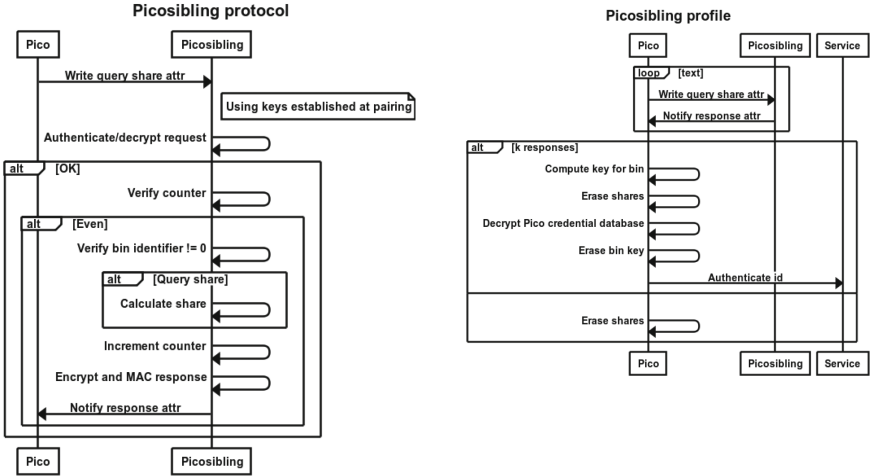 Picosibling protocol
Pico
Picosibling
Write query share attr
Using keys established at pairing
Authenticate/decrypt request
alt
[OK]
Verify counter
alt
[Even]
Verify bin identifier != 0
alt
[Query share]
Calculate share
Increment counter
Encrypt and MAC response
Notify response attr
Pico
Picosibling
Picosibling profile
Pico
Picosibling
Service
loop
[text]
Write query share attr
Notify response attr
alt
[k responses]
Compute key for bin
Erase shares
Decrypt Pico credential database
Erase bin key
Authenticate id
Erase shares
Pico
Picosibling
Service